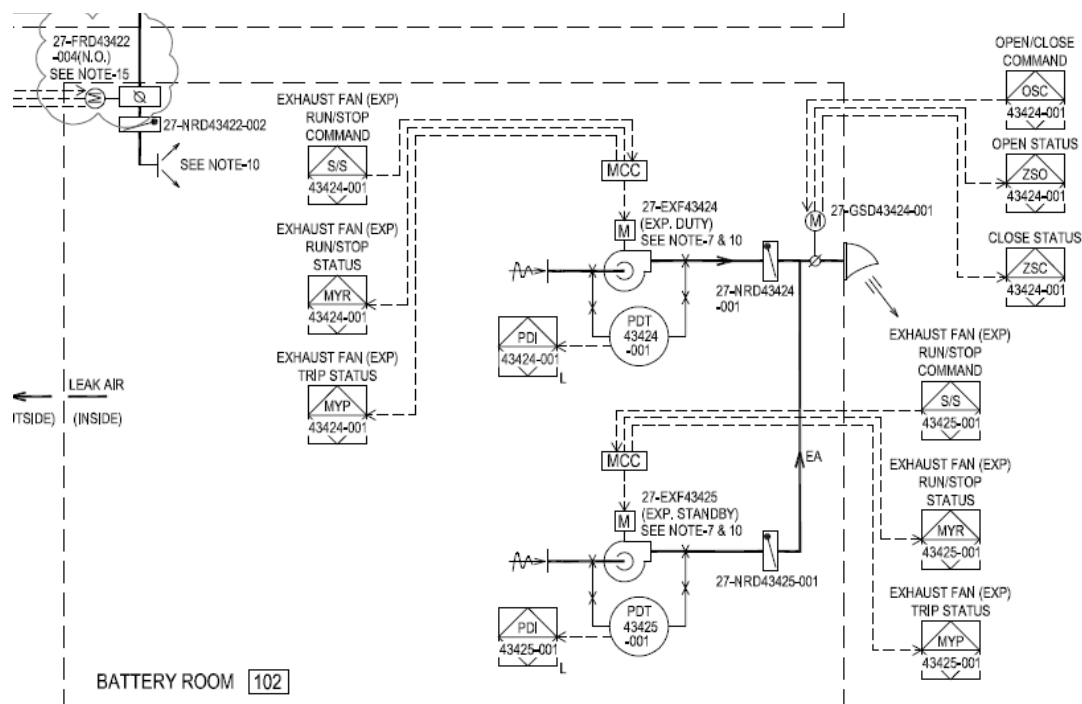 27-FRD43422
-004(N.O.)
SEE NOTE-15
M
27-NRD43422-002
SEE NOTE-10
EXHAUST FAN (EXP)
RUN/STOP
COMMAND
S/S
43424-001
EXHAUST FAN (EXP)
RUN/STOP
STATUS
MYR
43424-001
EXHAUST FAN (EXP)
TRIP STATUS
MYP
43424-001
LEAK AIR
UTSIDE) (INSIDE)
MCC
M
27-EXF43424
(EXP. DUTY)
SEE NOTE-7 & 10
27-NRD43424
-001
PDT
43424
-001
PDI
43424-001
L
OPEN/CLOSE
COMMAND
OSC
43424-001
OPEN STATUS
ZSO
43424-001
M
27-GSD43424-001
CLOSE STATUS
ZSC
43424-001
EXHAUST FAN (EXP)
RUN/STOP
COMMAND
S/S
43425-001
MCC
EA
M
27-EXF43425
(EXP. STANDBY)
SEE NOTE-7 & 10
27-NRD43425-001
EXHAUST FAN (EXP)
RUN/STOP
STATUS
MYR
43425-001
PDT
43425
-001
PDI
43425-001
L
EXHAUST FAN (EXP)
TRIP STATUS
MYP
43425-001
BATTERY ROOM 102